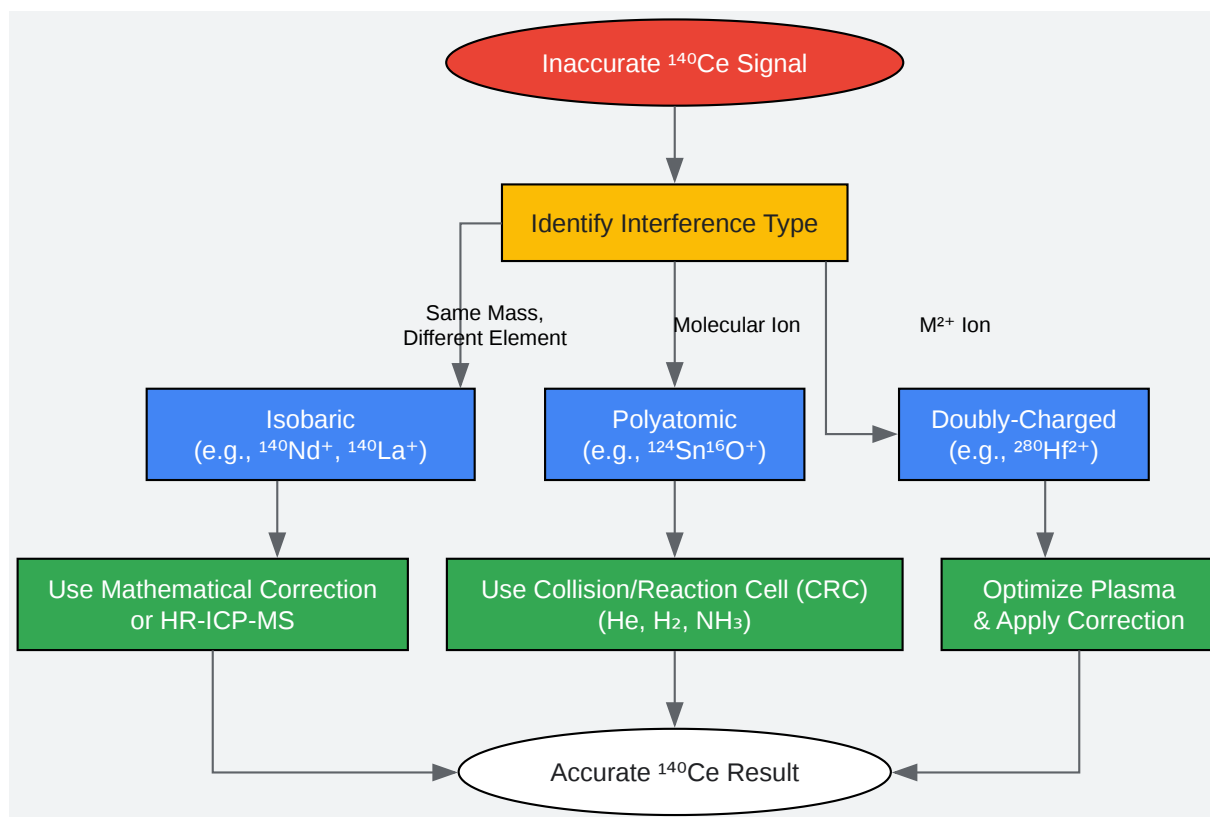 Inaccurate ¹⁴⁰Ce Signal
Identify Interference Type
Same Mass,
Different Element
Molecular Ion
M²⁺ Ion
Isobaric
(e.g., ¹⁴⁰Nd⁺, ¹⁴⁰La⁺)
Polyatomic
(e.g., ¹²⁴Sn¹⁶O⁺)
Doubly-Charged
(e.g., ²⁸⁰Hf²⁺)
Use Mathematical Correction
or HR-ICP-MS
Use Collision/Reaction Cell (CRC)
(He, H₂, NH₃)
Optimize Plasma
& Apply Correction
Accurate ¹⁴⁰Ce Result